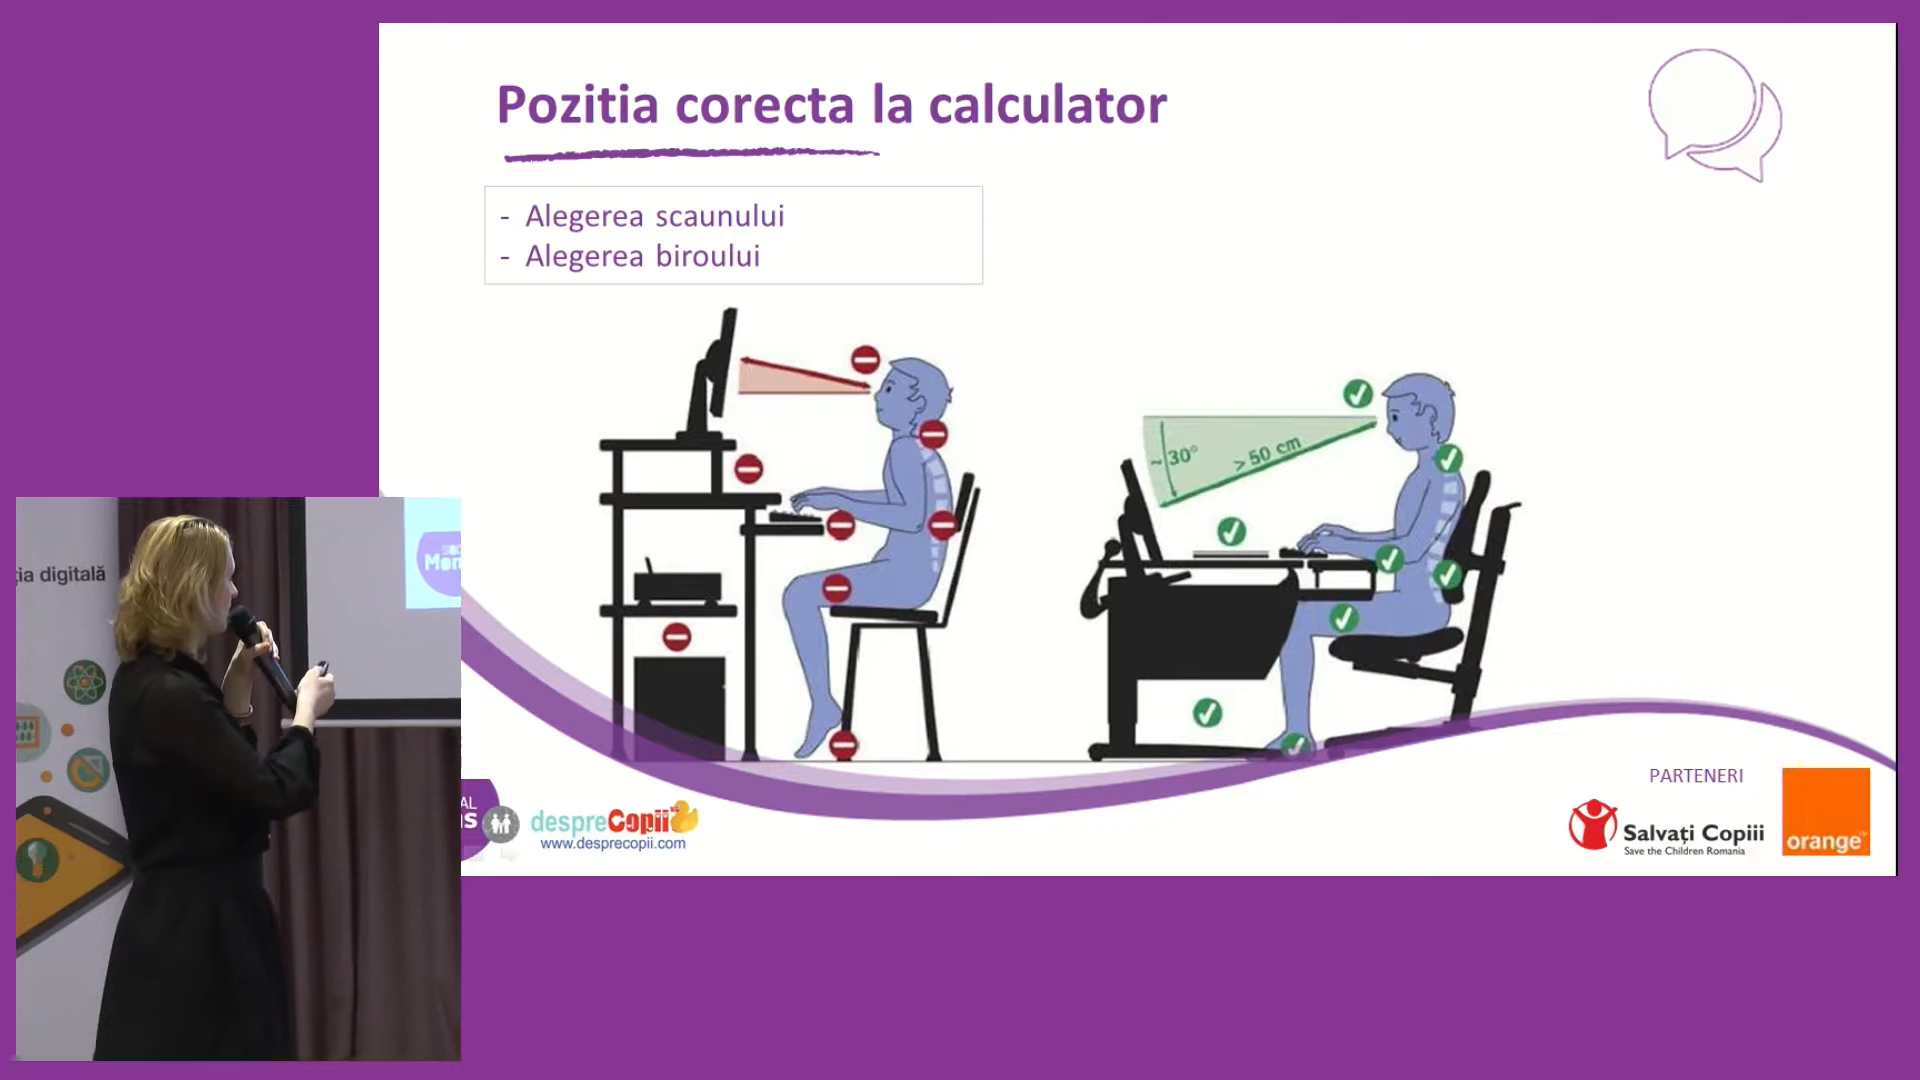 Pozitia corecta la calculator
- Alegerea scaunului
- Alegerea biroului
~ 30°
> 50 cm
ția digitală
Mom
PARTENERI
despreCopii
www.desprecopii.com
Salvați Copiii
Save the Children Romania
orange